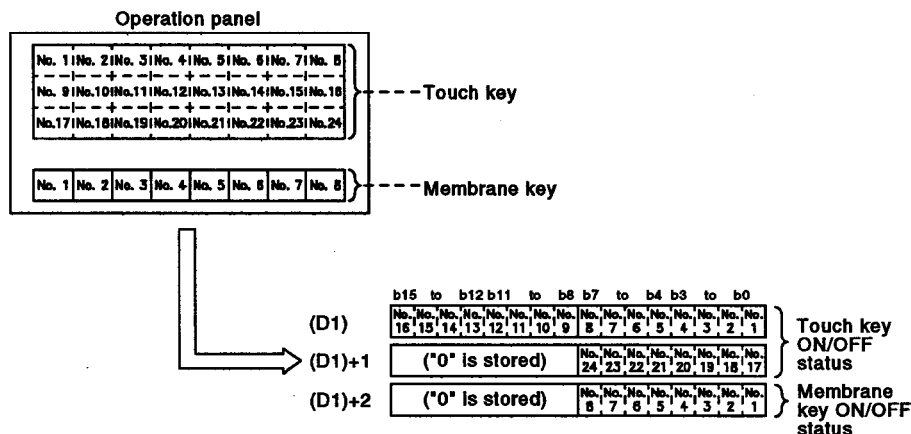 Operation panel
No. 1 No. 2 No. 3 No. 4 No. 5 No. 6 No. 7 No. 8
No. 9 No.10 No.11 No.12 No.13 No.14 No.15 No.16
Touch key
No.17 No.18 No.19 No.20 No.21 No.22 No.23 No.24
No. 1 No. 2 No. 3 No. 4 No. 5 No. 6 No. 7 No. 8
Membrane key
b15 to b12 b11 to b8 b7 to b4 b3 to b0
(D1)
No. No. No. No. No. No. No. No. No. No. No. No. No. No. No. No.
16 15 14 13 12 11 10 9 8 7 6 5 4 3 2 1
Touch key
ON/OFF
status
(D1)+1
("0" is stored)
No. No. No. No. No. No. No. No.
24 23 22 21 20 19 18 17
(D1)+2
("0" is stored)
No. No. No. No. No. No. No. No.
8 7 6 5 4 3 2 1
Membrane
key ON/OFF
status